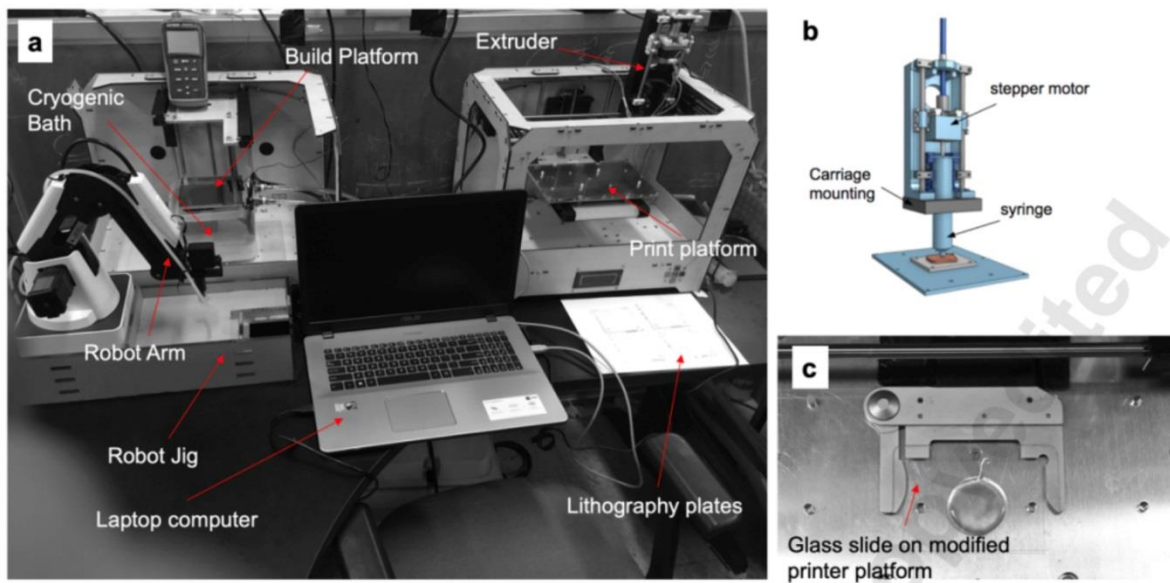 a
Build Platform
Extruder
Cryogenic
Bath
Print platform
Robot Arm
Robot Jig
Laptop computer
Lithography plates
b
stepper motor
Carriage
mounting
syringe
c
Glass slide on modified
printer platform